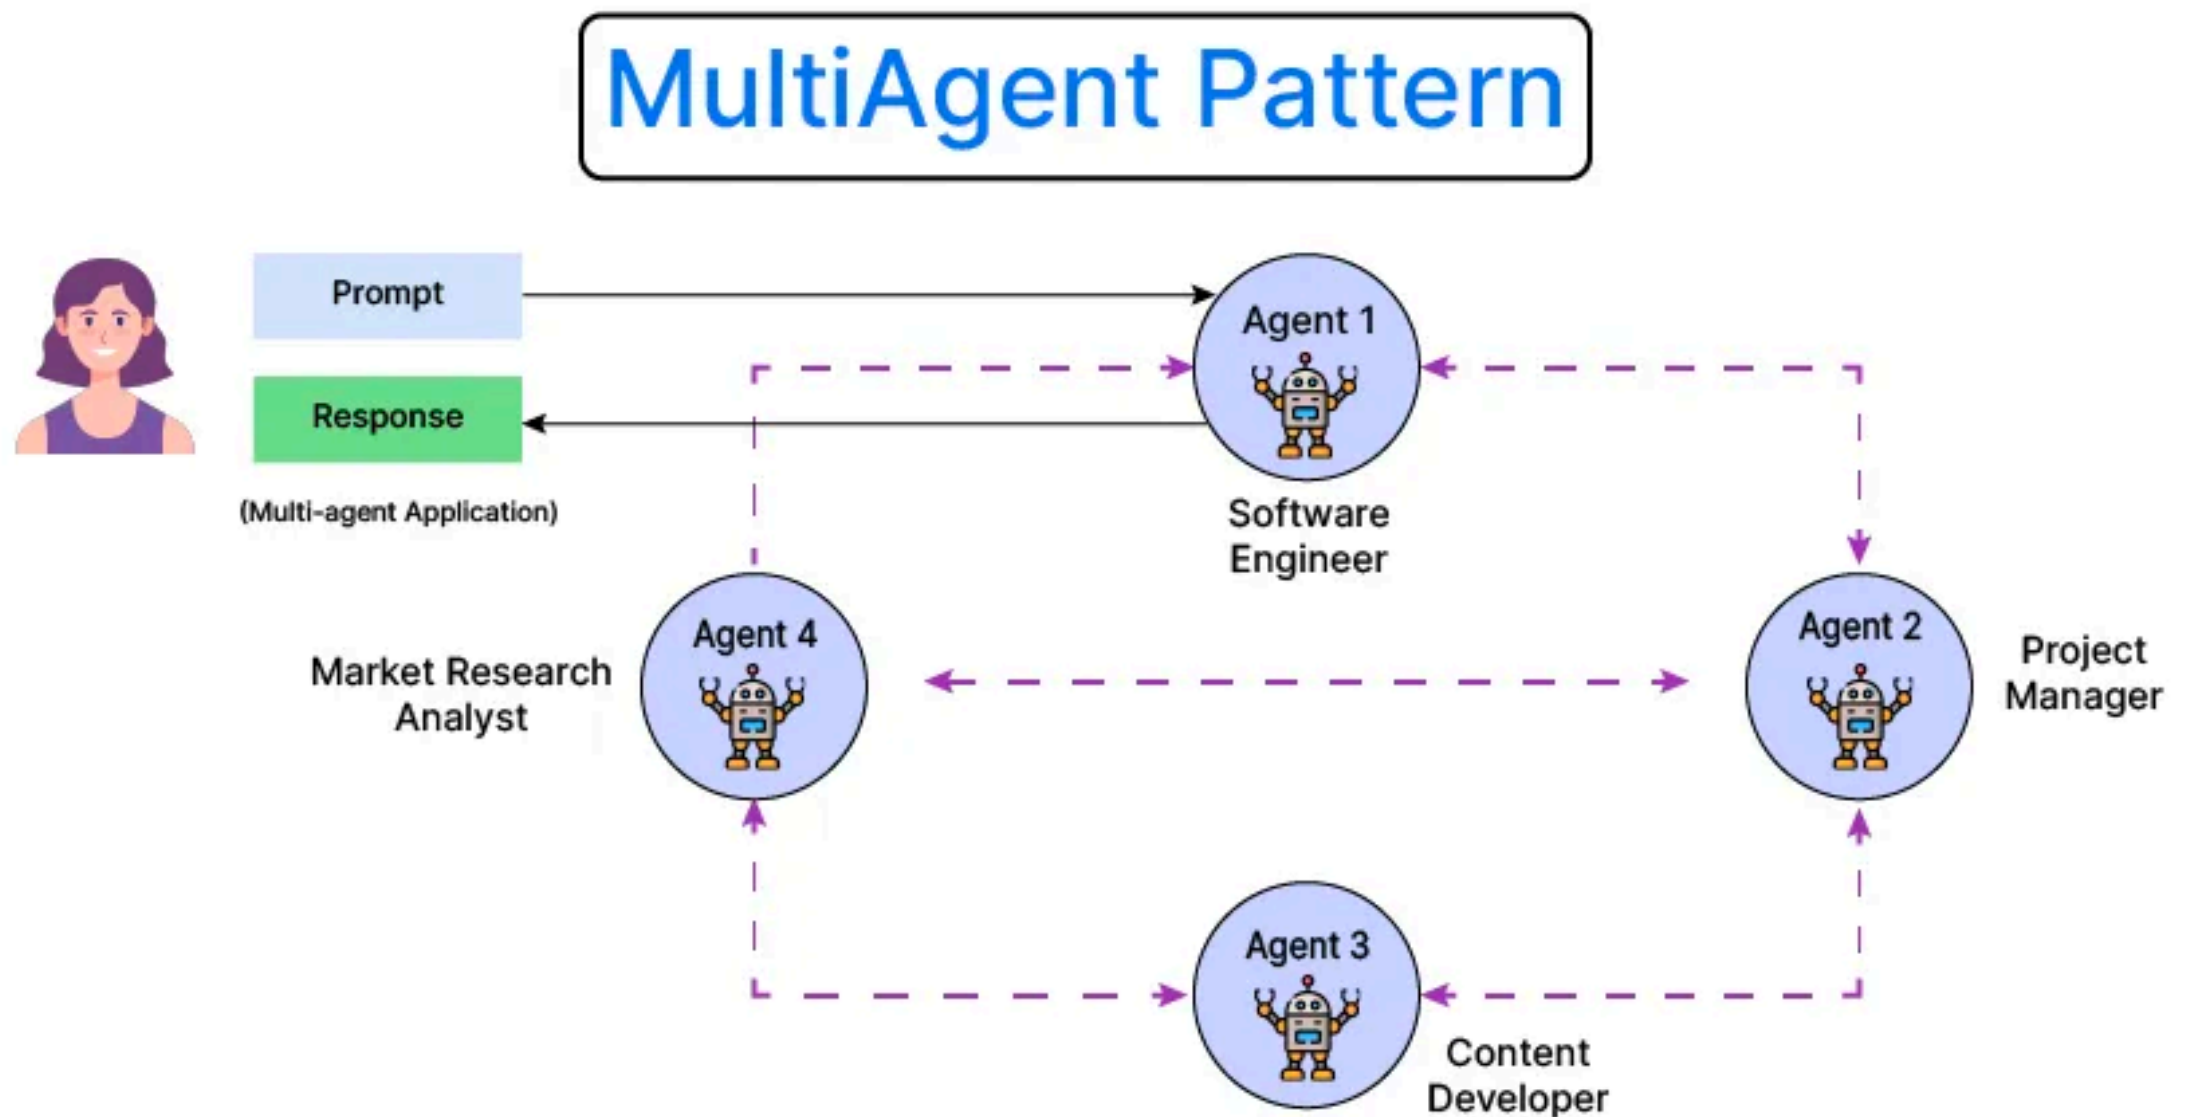 MultiAgent Pattern
Prompt
Response
(Multi-agent Application)
Agent 1
Software
Engineer
Agent 4
Market Research
Analyst
Agent 2
Project
Manager
Agent 3
Content
Developer